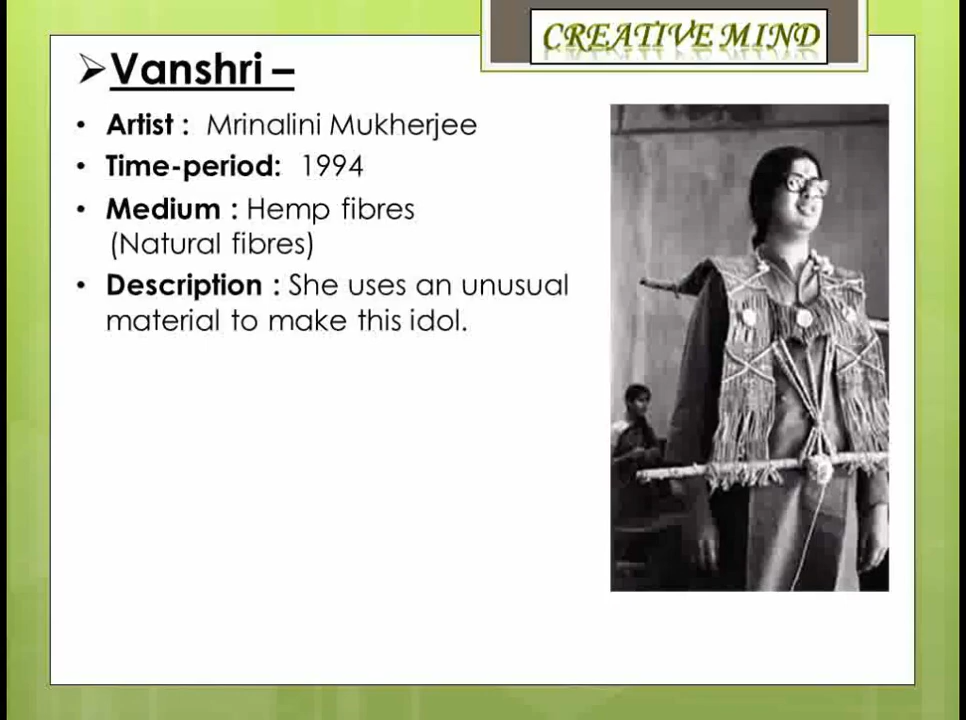 CREATIVE MIND
➢Vanshri –
• Artist : Mrinalini Mukherjee
• Time-period: 1994
• Medium : Hemp fibres
(Natural fibres)
• Description : She uses an unusual
material to make this idol.